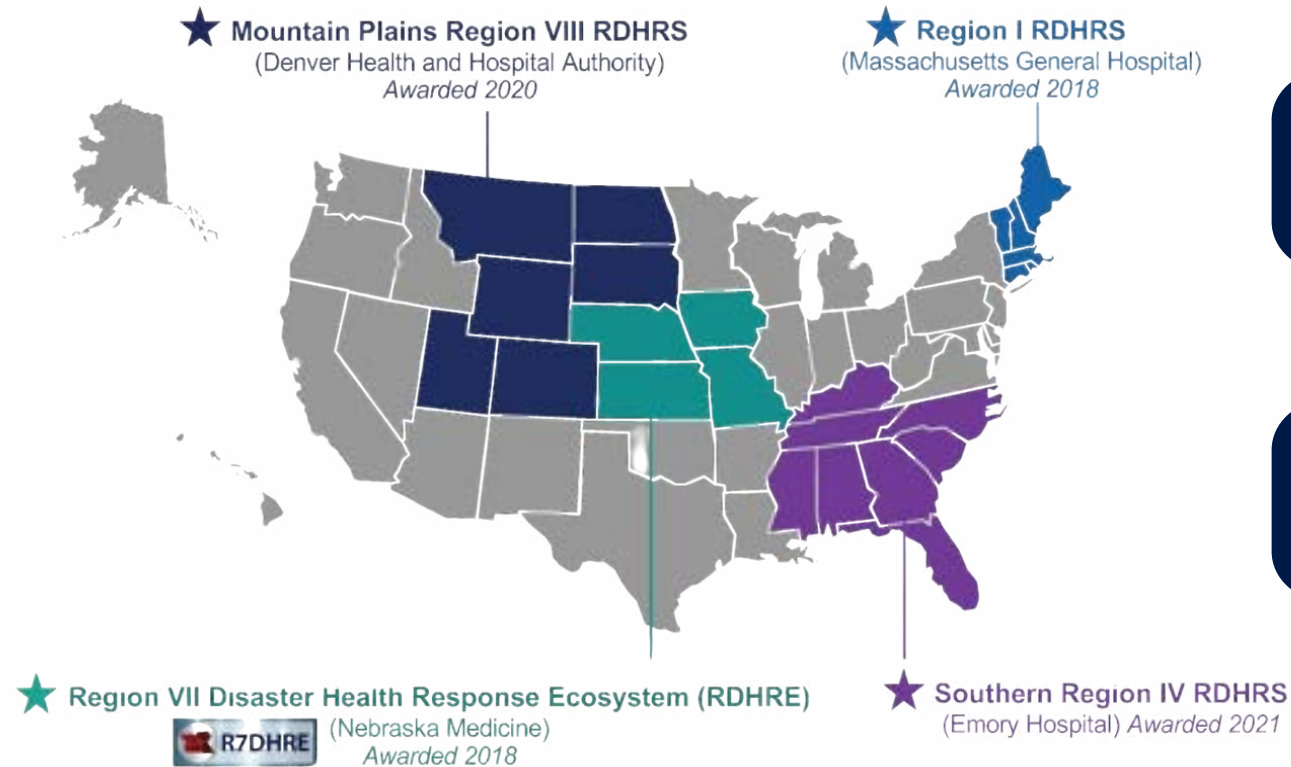 Mountain Plains Region VIII RDHRS
(Denver Health and Hospital Authority)
Awarded 2020
Region I RDHRS
(Massachusetts General Hospital)
Awarded 2018
Region VII Disaster Health Response Ecosystem (RDHRE)
R7DHRE
(Nebraska Medicine)
Awarded 2018
Southern Region IV RDHRS
(Emory Hospital) Awarded 2021